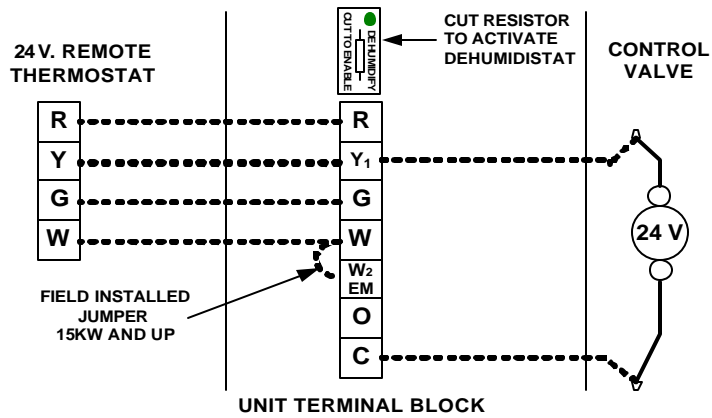 24 V. REMOTE
THERMOSTAT
DEHUMIDIFY
CUT TO ENABLE
CUT RESISTOR
TO ACTIVATE
DEHUMIDISTAT
CONTROL
VALVE
R
Y
G
W
R
Y1
G
W
W2
EM
O
C
24 V
FIELD INSTALLED
JUMPER
15KW AND UP
UNIT TERMINAL BLOCK